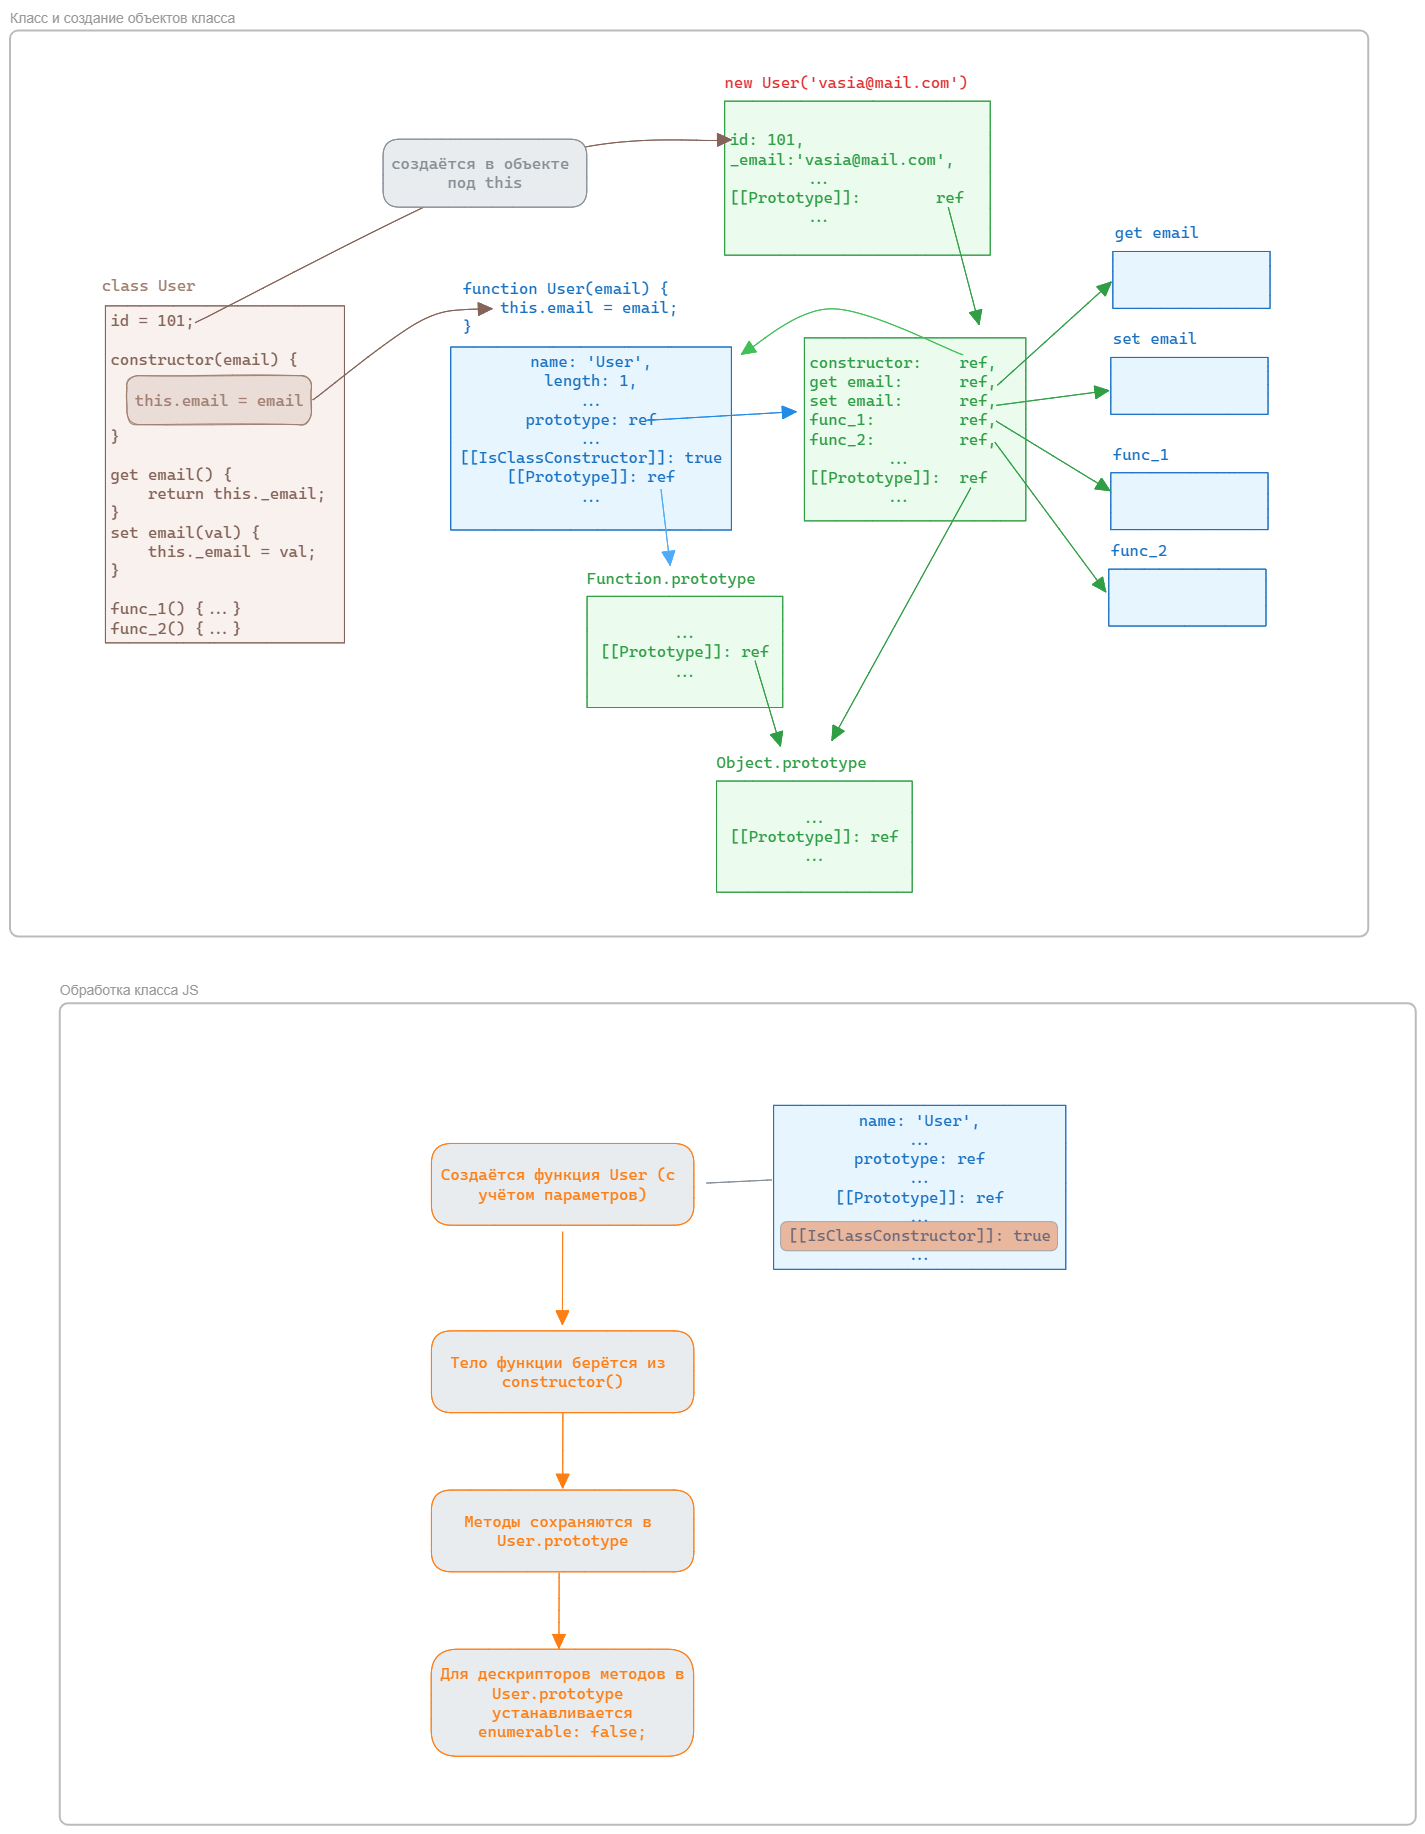 Класс и создание объектов класса
new User('vasia@mail.com')
id: 101,
_email:'vasia@mail.com',
...
[[Prototype]]: ref
...
создаётся в объекте
под this
get email
class User
id = 101;
constructor(email) {
this.email = email
}
get email() {
return this._email;
}
set email(val) {
this._email = val;
}
func_1() {...}
func_2() {...}
function User(email) {
this.email = email;
}
name: 'User',
length: 1,
...
prototype: ref
...
[[IsClassConstructor]]: true
[[Prototype]]: ref
...
constructor: ref,
get email: ref,
set email: ref,
func_1: ref,
func_2: ref,
...
[[Prototype]]: ref
...
set email
func_1
func_2
Function.prototype
...
[[Prototype]]: ref
...
Object.prototype
...
[[Prototype]]: ref
...
Обработка класса JS
Создаётся функция User (с
учётом параметров)
name: 'User',
...
prototype: ref
...
[[Prototype]]: ref
...
[[IsClassConstructor]]: true
...
Тело функции берётся из
constructor()
Методы сохраняются в
User.prototype
Для дескрипторов методов в
User.prototype
устанавливается
enumerable: false;